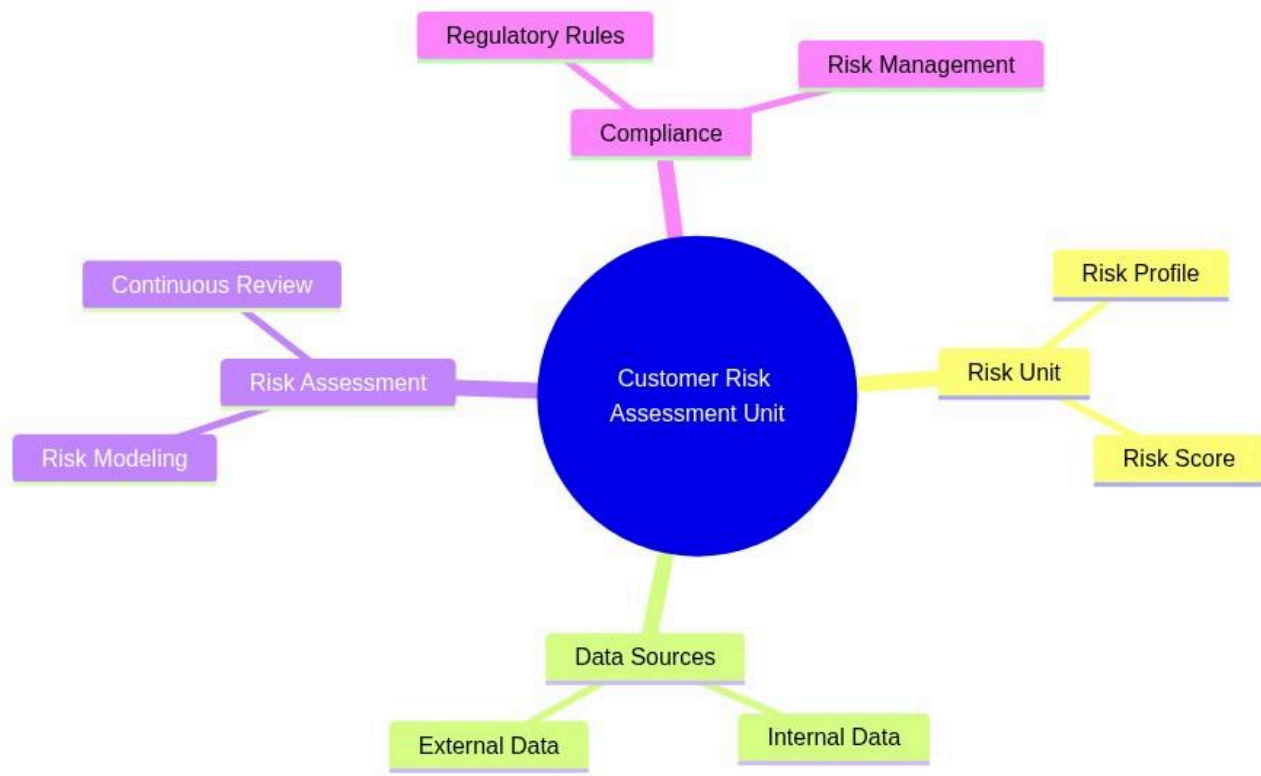 Regulatory Rules
Risk Management
Compliance
Risk Profile
Continuous Review
Risk Unit
Risk Assessment
Customer Risk
Assessment Unit
Risk Score
Risk Modeling
Data Sources
Internal Data
External Data